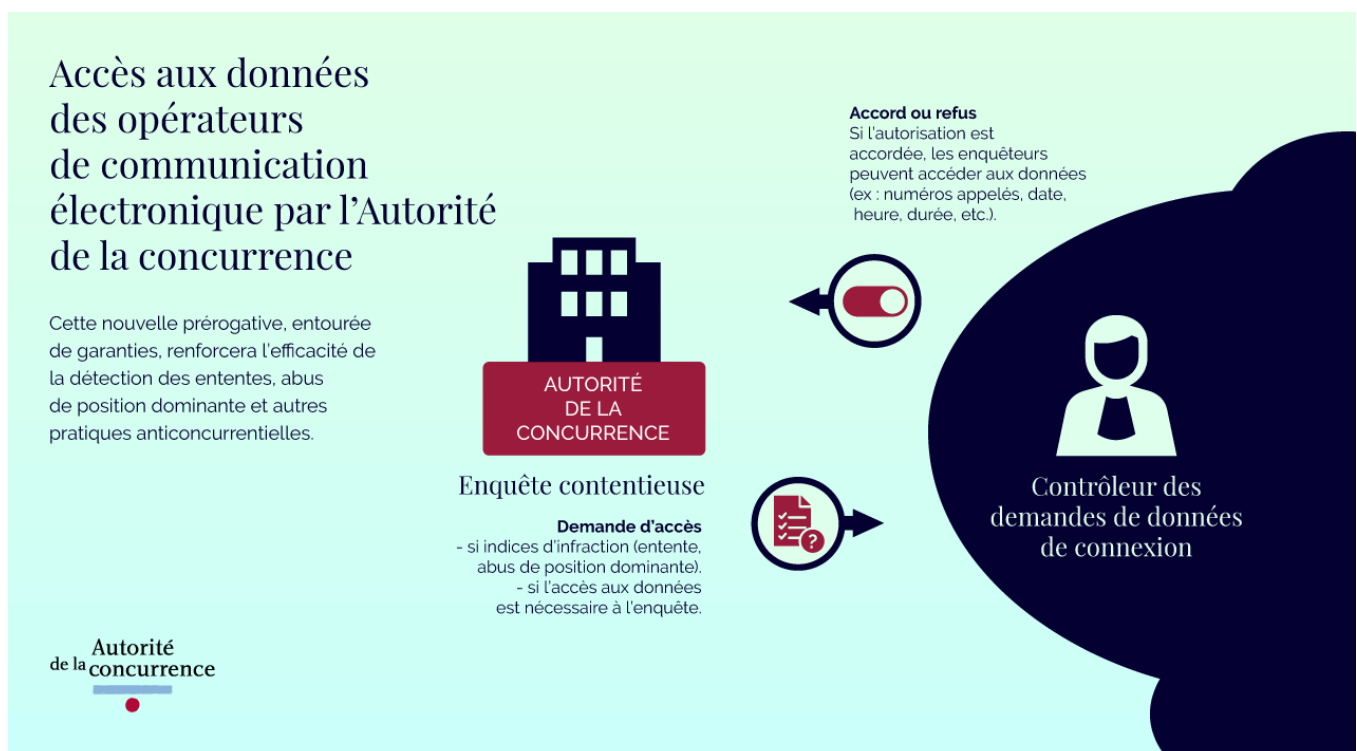 Accès aux données
des opérateurs
de communication
électronique par l'Autorité
de la concurrence
Cette nouvelle prérogative, entourée
de garanties, renforcera l'efficacité de
la détection des ententes, abus
de position dominante et autres
pratiques anticoncurrentielles.
AUTORITÉ
DE LA
CONCURRENCE
Enquête contentieuse
Demande d'accès
- si indices d'infraction (entente,
abus de position dominante).
- si l'accès aux données
est nécessaire à l'enquête.
?
Accord ou refus
Si l'autorisation est
accordée, les enquêteurs
peuvent accéder aux données
(ex : numéros appelés, date,
heure, durée, etc.).
Contrôleur des
demandes de données
de connexion
Autorité
de la concurrence